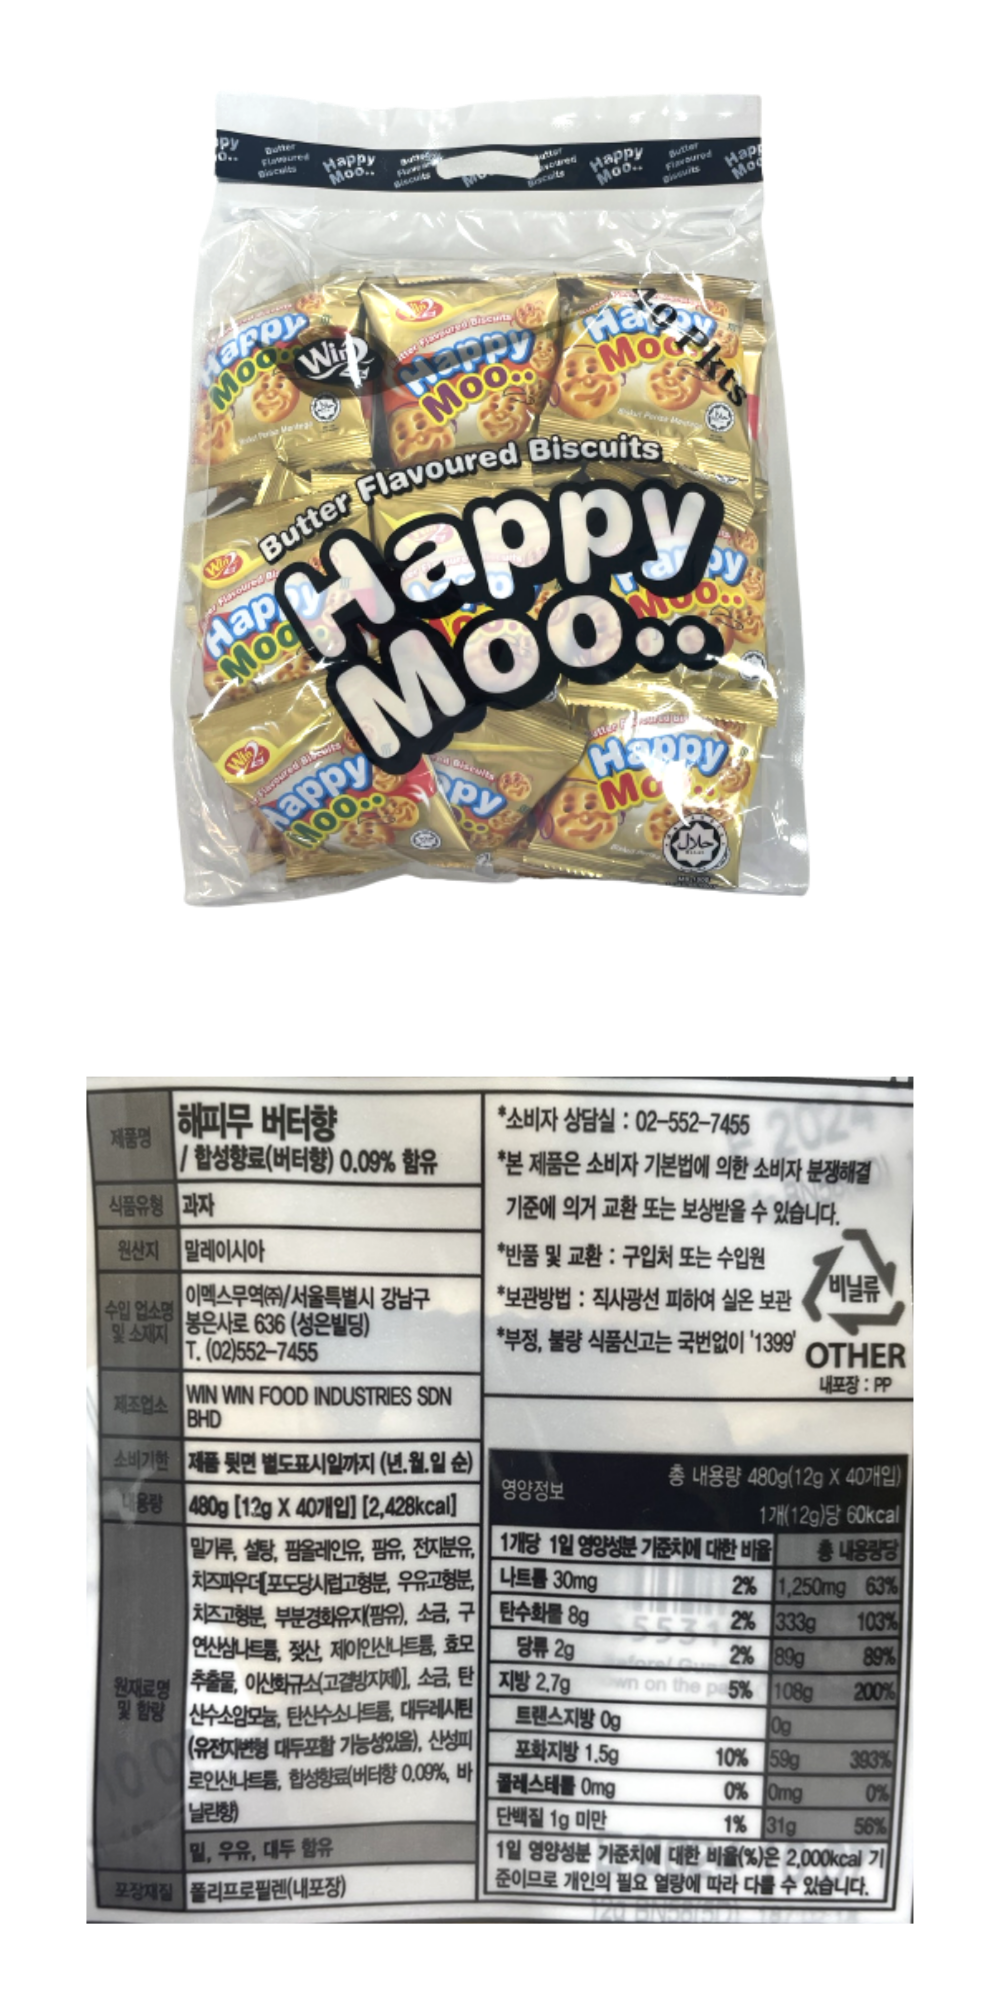 Butter Flavoured Biscuits
Happy Moo..
Butter Flavoured Biscuits
Happy Moo..
Butter Flavoured Biscuits
Win2
40 Pkts
Butter Flavoured Biscuits
Happy
Moo..
제품명
해피무 버터향
/ 합성향료(버터향) 0.09% 함유
식품유형
과자
원산지
말레이시아
수입 업소명
및 소재지
이멕스무역㈜/서울특별시 강남구
봉은사로 636 (성은빌딩)
T. (02)552-7455
제조업소
WIN WIN FOOD INDUSTRIES SDN
BHD
소비기한
제품 뒷면 별도표시일까지 (년.월.일 순)
내용량
480g [12g X 40개입] [2,428kcal]
원재료명
및 함량
밀가루, 설탕, 팜올레인유, 팜유, 전지분유,
치즈파우더[포도당시럽고형분, 우유고형분,
치즈고형분, 부분경화유지(팜유), 소금, 구
연산삼나트륨, 젖산, 제이인산나트륨, 효모
추출물, 이산화규소(고결방지제)], 소금, 탄
산수소암모늄, 탄산수소나트륨, 대두레시틴
(유전자변형 대두포함 가능성있음), 산성피
로인산나트륨, 합성향료(버터향 0.09%, 바
닐린향)
밀, 우유, 대두 함유
포장재질
폴리프로필렌(내포장)
*소비자 상담실 : 02-552-7455
*본 제품은 소비자 기본법에 의한 소비자 분쟁해결
기준에 의거 교환 또는 보상받을 수 있습니다.
*반품 및 교환 : 구입처 또는 수입원
*보관방법 : 직사광선 피하여 실온 보관
*부정, 불량 식품신고는 국번없이 '1399'
비닐류
OTHER
내포장 : PP
영양정보
총 내용량 480g(12g X 40개입)
1개(12g)당 60kcal
1개당 1일 영양성분 기준치에 대한 비율 총 내용량당
나트륨 30mg 2% 1,250mg 63%
탄수화물 8g 2% 333g 103%
당류 2g 2% 89g 89%
지방 2.7g 5% 108g 200%
트랜스지방 0g 0g
포화지방 1.5g 10% 59g 393%
콜레스테롤 0mg 0% 0mg 0%
단백질 1g 미만 1% 31g 56%
1일 영양성분 기준치에 대한 비율(%)은 2,000kcal 기
준이므로 개인의 필요 열량에 따라 다를 수 있습니다.